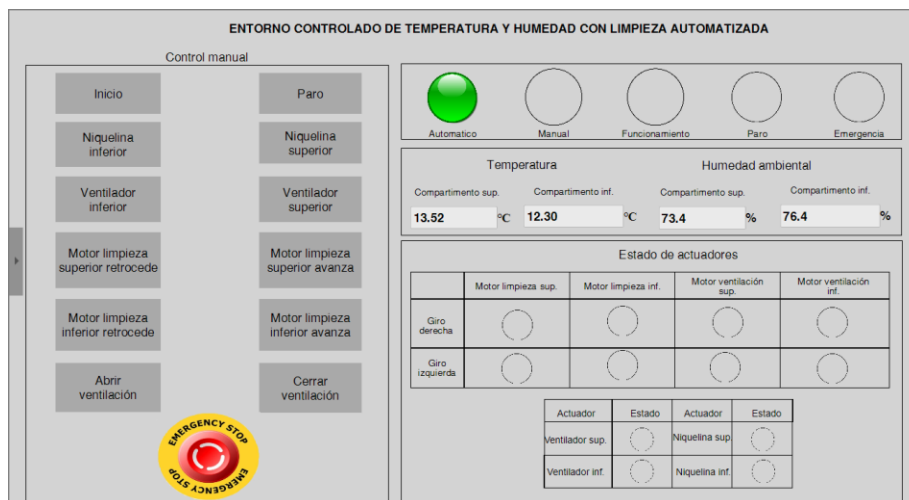 ENTORNO CONTROLADO DE TEMPERATURA Y HUMEDAD CON LIMPIEZA AUTOMATIZADA
Control manual
Inicio
Paro
Niquelina
inferior
Niquelina
superior
Ventilador
inferior
Ventilador
superior
Motor limpieza
superior retrocede
Motor limpieza
superior avanza
Motor limpieza
inferior retrocede
Motor limpieza
inferior avanza
Abrir
ventilación
Cerrar
ventilación
EMERGENCY STOP
EMERGENCY STOP
Automatico
Manual
Funcionamiento
Paro
Emergencia
Temperatura
Humedad ambiental
Compartimento sup.
Compartimento inf.
Compartimento sup.
Compartimento inf.
13.52 °C
12.30 °C
73.4 %
76.4 %
Estado de actuadores
Motor limpieza sup.
Motor limpieza inf.
Motor ventilación
sup.
Motor ventilación
inf.
Giro
derecha
Giro
izquierda
Actuador
Estado
Actuador
Estado
Ventilador sup.
Niquelina sup.
Ventilador inf.
Niquelina inf.